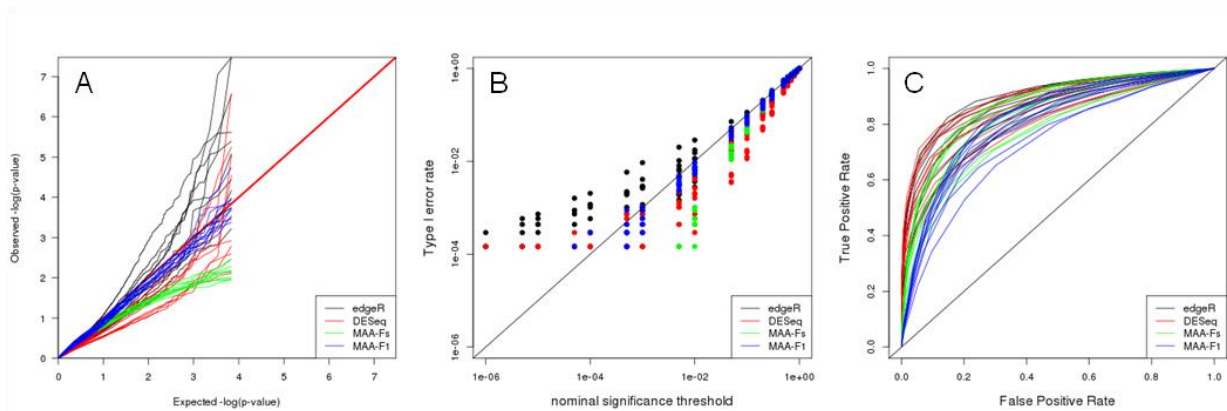 A
Observed -log(p-value)
7
6
5
4
3
2
1
0
0 1 2 3 4 5 6 7
Expected -log(p-value)
edgeR
DESeq
MAA-Fs
MAA-F1
B
Type I error rate
1e+00
1e-02
1e-04
1e-06
1e-06 1e-04 1e-02 1e+00
nominal significance threshold
edgeR
DESeq
MAA-Fs
MAA-F1
C
True Positive Rate
1.0
0.8
0.6
0.4
0.2
0.0
0.0 0.2 0.4 0.6 0.8 1.0
False Positive Rate
edgeR
DESeq
MAA-Fs
MAA-F1